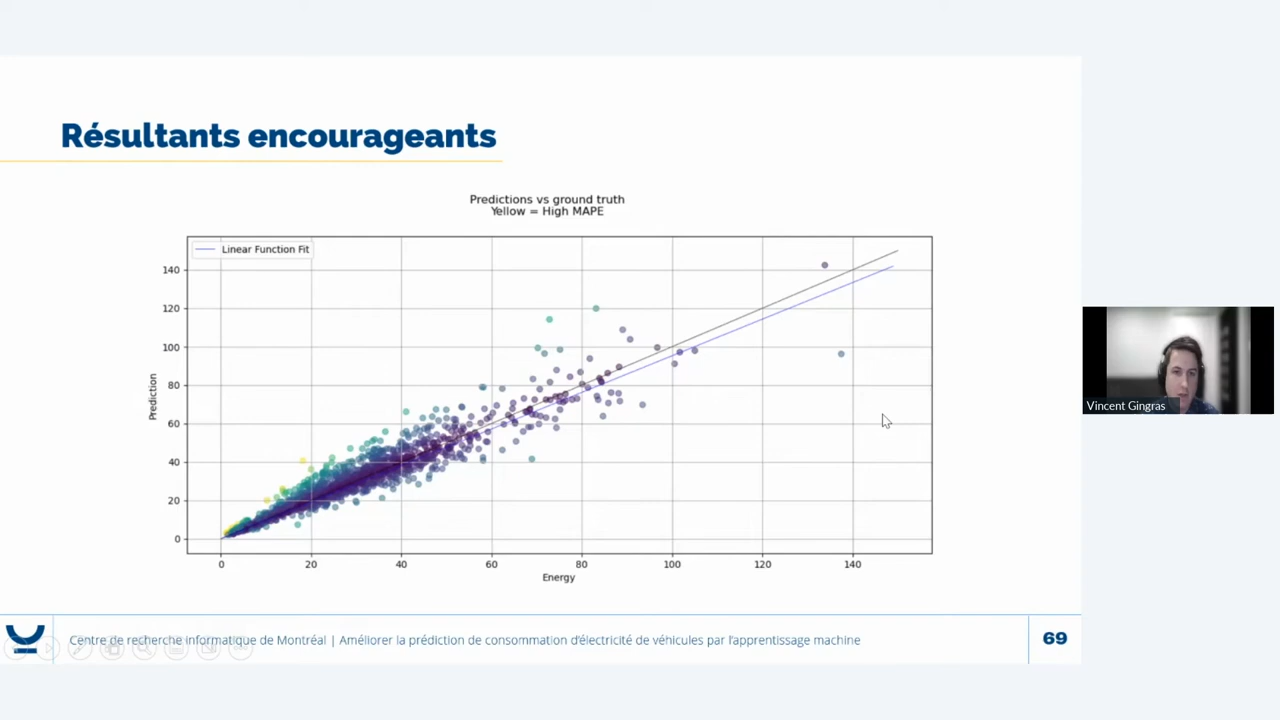 Résultants encourageants
Predictions vs ground truth
Yellow = High MAPE
Linear Function Fit
140
120
100
80
60
40
20
0
Prediction
0 20 40 60 80 100 120 140
Energy
Vincent Gingras
Centre de recherche informatique de Montréal | Améliorer la prédiction de consommation d'électricité de véhicules par l'apprentissage machine
69